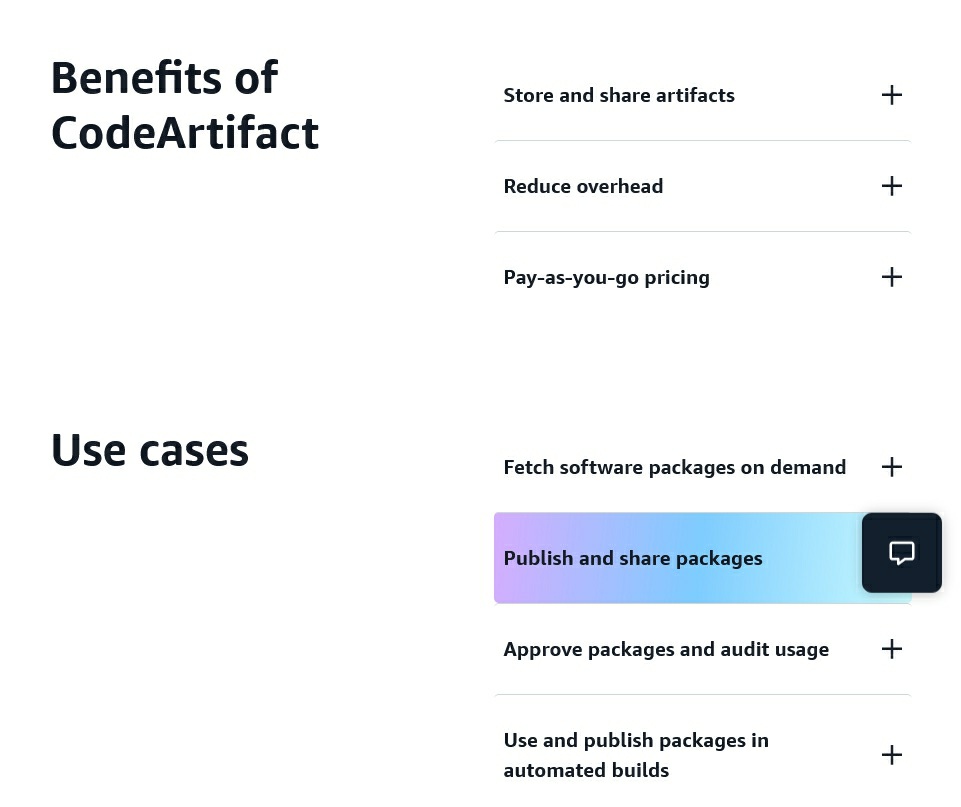 Benefits of
CodeArtifact
Store and share artifacts
Reduce overhead
Pay-as-you-go pricing
Use cases
Fetch software packages on demand
Publish and share packages
Approve packages and audit usage
Use and publish packages in
automated builds